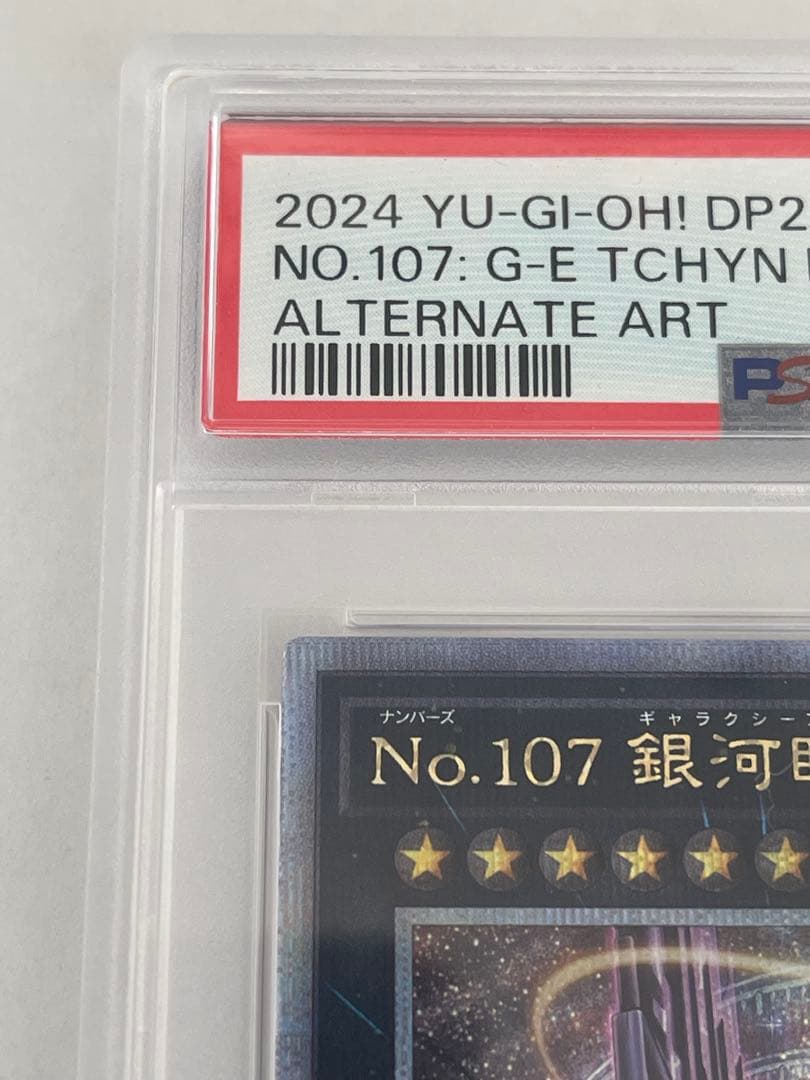 2024 YU-GI-OH! DP2
NO.107: G-E TCHYN
ALTERNATE ART
PS
ナンバーズ
ギャラクシー
No.107 銀河